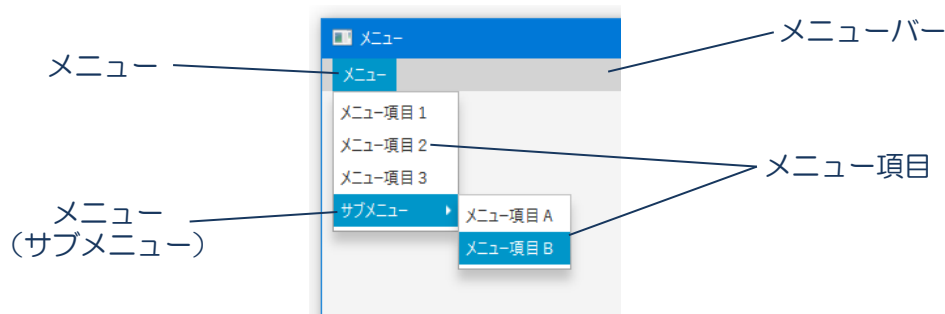 メニュー
メニューバー
メニュー
メニュー
メニュー項目 1
メニュー項目 2
メニュー項目 3
メニュー項目
サブメニュー
メニュー項目 A
メニュー
（サブメニュー）
メニュー項目 B